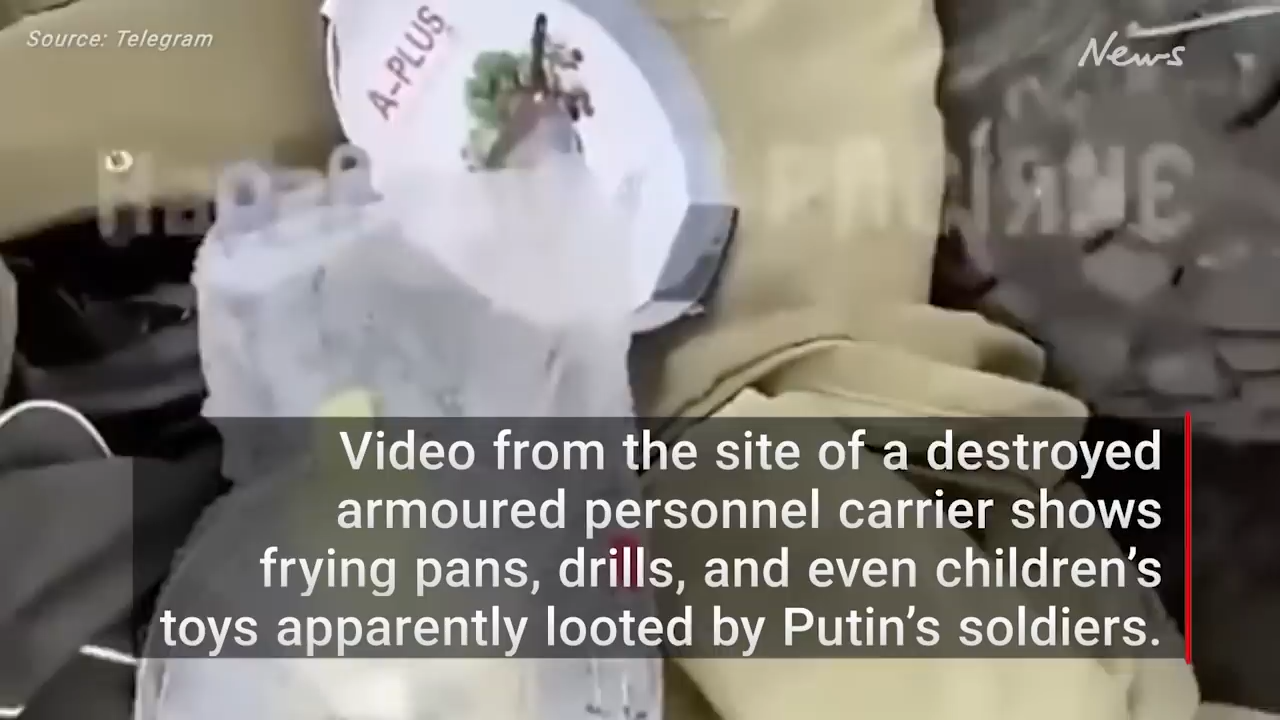 Source: Telegram
News
A-PLUS
Video from the site of a destroyed
armoured personnel carrier shows
frying pans, drills, and even children’s
toys apparently looted by Putin’s soldiers.